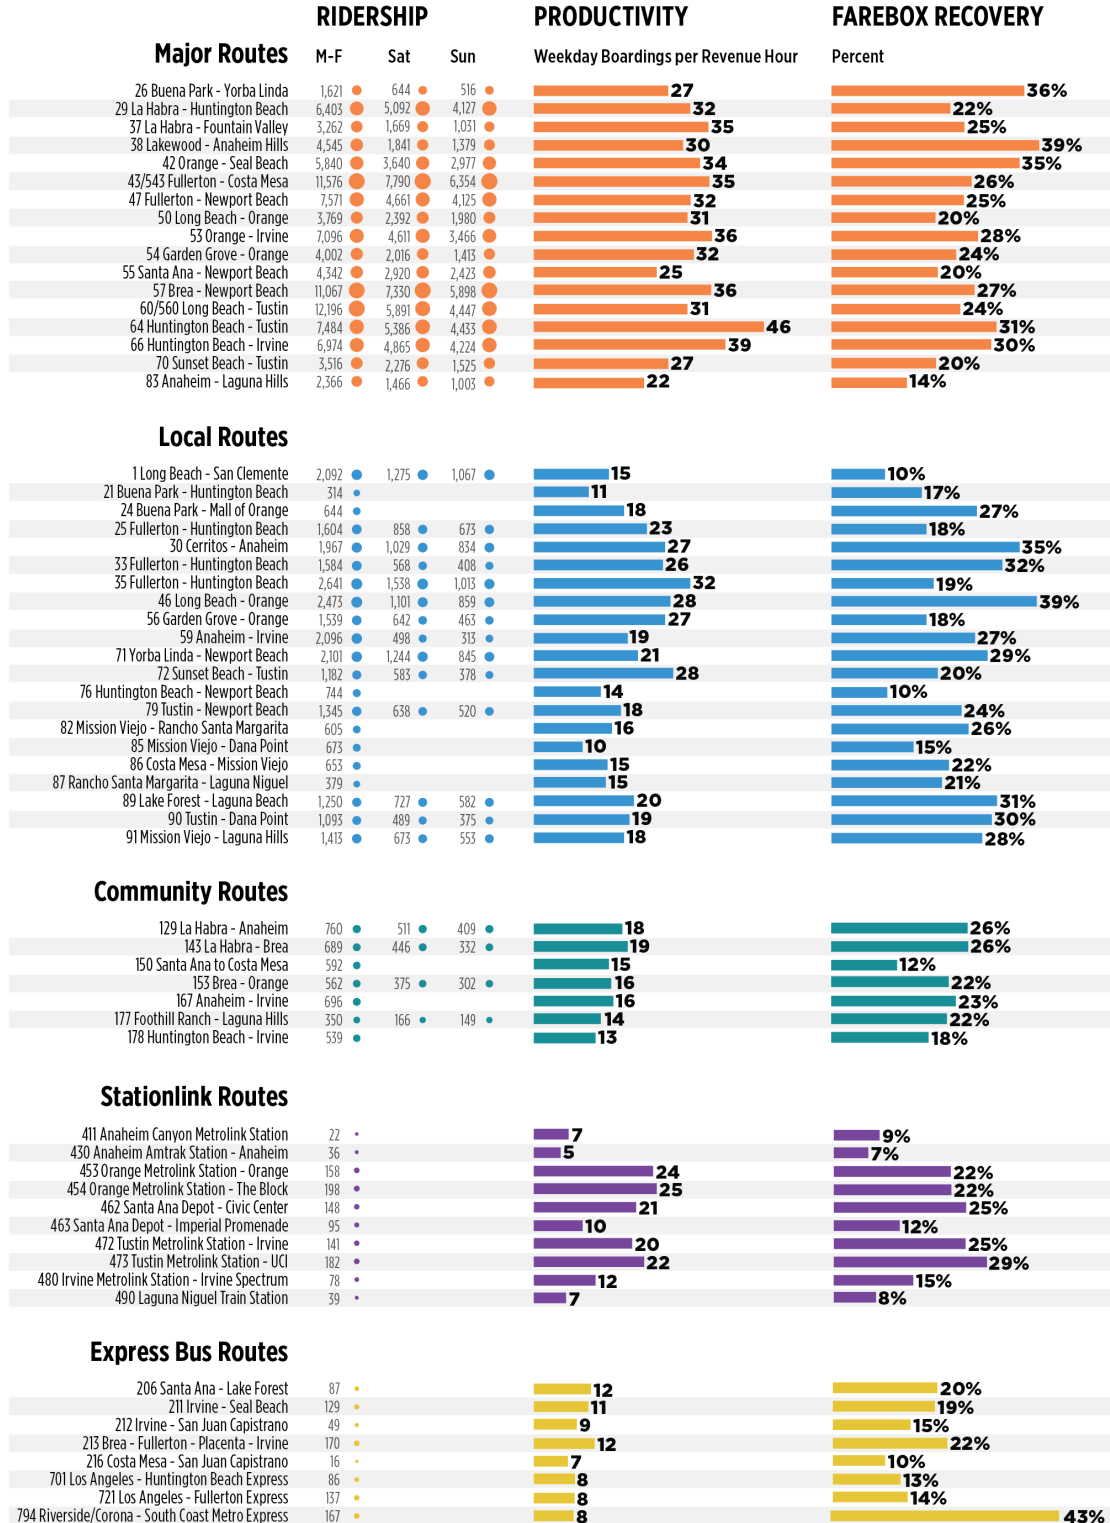 RIDERSHIP PRODUCTIVITY FAREBOX RECOVERY
Major Routes M-F Sat Sun Weekday Boardings per Revenue Hour Percent
26 Buena Park - Yorba Linda 1,621 644 516 27 36%
29 La Habra - Huntington Beach 6,403 5,092 4,127 32 22%
37 La Habra - Fountain Valley 3,262 1,669 1,031 35 25%
38 Lakewood - Anaheim Hills 4,545 1,841 1,379 30 39%
42 Orange - Seal Beach 5,840 3,640 2,977 34 35%
43/543 Fullerton - Costa Mesa 11,576 7,790 6,354 35 26%
47 Fullerton - Newport Beach 7,571 4,661 4,125 32 25%
50 Long Beach - Orange 3,769 2,392 1,980 31 20%
53 Orange - Irvine 7,096 4,611 3,466 36 28%
54 Garden Grove - Orange 4,002 2,016 1,413 32 24%
55 Santa Ana - Newport Beach 4,342 2,920 2,423 25 20%
57 Brea - Newport Beach 11,067 7,330 5,898 36 27%
60/560 Long Beach - Tustin 12,196 5,891 4,447 31 24%
64 Huntington Beach - Tustin 7,484 5,386 4,433 46 31%
66 Huntington Beach - Irvine 6,974 4,865 4,224 39 30%
70 Sunset Beach - Tustin 3,516 2,276 1,525 27 20%
83 Anaheim - Laguna Hills 2,366 1,466 1,003 22 14%
Local Routes
1 Long Beach - San Clemente 2,092 1,275 1,067 15 10%
21 Buena Park - Huntington Beach 314 11 17%
24 Buena Park - Mall of Orange 644 18 27%
25 Fullerton - Huntington Beach 1,604 858 673 23 18%
30 Cerritos - Anaheim 1,967 1,029 834 27 35%
33 Fullerton - Huntington Beach 1,584 568 408 26 32%
35 Fullerton - Huntington Beach 2,641 1,538 1,013 32 19%
46 Long Beach - Orange 2,473 1,101 859 28 39%
56 Garden Grove - Orange 1,539 642 463 27 18%
59 Anaheim - Irvine 2,096 498 313 19 27%
71 Yorba Linda - Newport Beach 2,101 1,244 845 21 29%
72 Sunset Beach - Tustin 1,182 583 378 28 20%
76 Huntington Beach - Newport Beach 744 14 10%
79 Tustin - Newport Beach 1,345 638 520 18 24%
82 Mission Viejo - Rancho Santa Margarita 605 16 26%
85 Mission Viejo - Dana Point 673 10 15%
86 Costa Mesa - Mission Viejo 653 15 22%
87 Rancho Santa Margarita - Laguna Niguel 379 15 21%
89 Lake Forest - Laguna Beach 1,250 727 582 20 31%
90 Tustin - Dana Point 1,093 489 375 19 30%
91 Mission Viejo - Laguna Hills 1,413 673 553 18 28%
Community Routes
129 La Habra - Anaheim 760 511 409 18 26%
143 La Habra - Brea 689 446 332 19 26%
150 Santa Ana to Costa Mesa 592 15 12%
153 Brea - Orange 562 375 302 16 22%
167 Anaheim - Irvine 696 16 23%
177 Foothill Ranch - Laguna Hills 350 166 149 14 22%
178 Huntington Beach - Irvine 539 13 18%
Stationlink Routes
411 Anaheim Canyon Metrolink Station 22 7 9%
430 Anaheim Amtrak Station - Anaheim 36 5 7%
453 Orange Metrolink Station - Orange 158 24 22%
454 Orange Metrolink Station - The Block 198 25 22%
462 Santa Ana Depot - Civic Center 148 21 25%
463 Santa Ana Depot - Imperial Promenade 95 10 12%
472 Tustin Metrolink Station - Irvine 141 20 25%
473 Tustin Metrolink Station - UCI 182 22 29%
480 Irvine Metrolink Station - Irvine Spectrum 78 12 15%
490 Laguna Niguel Train Station 39 7 8%
Express Bus Routes
206 Santa Ana - Lake Forest 87 12 20%
211 Irvine - Seal Beach 129 11 19%
212 Irvine - San Juan Capistrano 49 9 15%
213 Brea - Fullerton - Placenta - Irvine 170 12 22%
216 Costa Mesa - San Juan Capistrano 16 7 10%
701 Los Angeles - Huntington Beach Express 86 8 13%
721 Los Angeles - Fullerton Express 137 8 14%
794 Riverside/Corona - South Coast Metro Express 167 8 43%